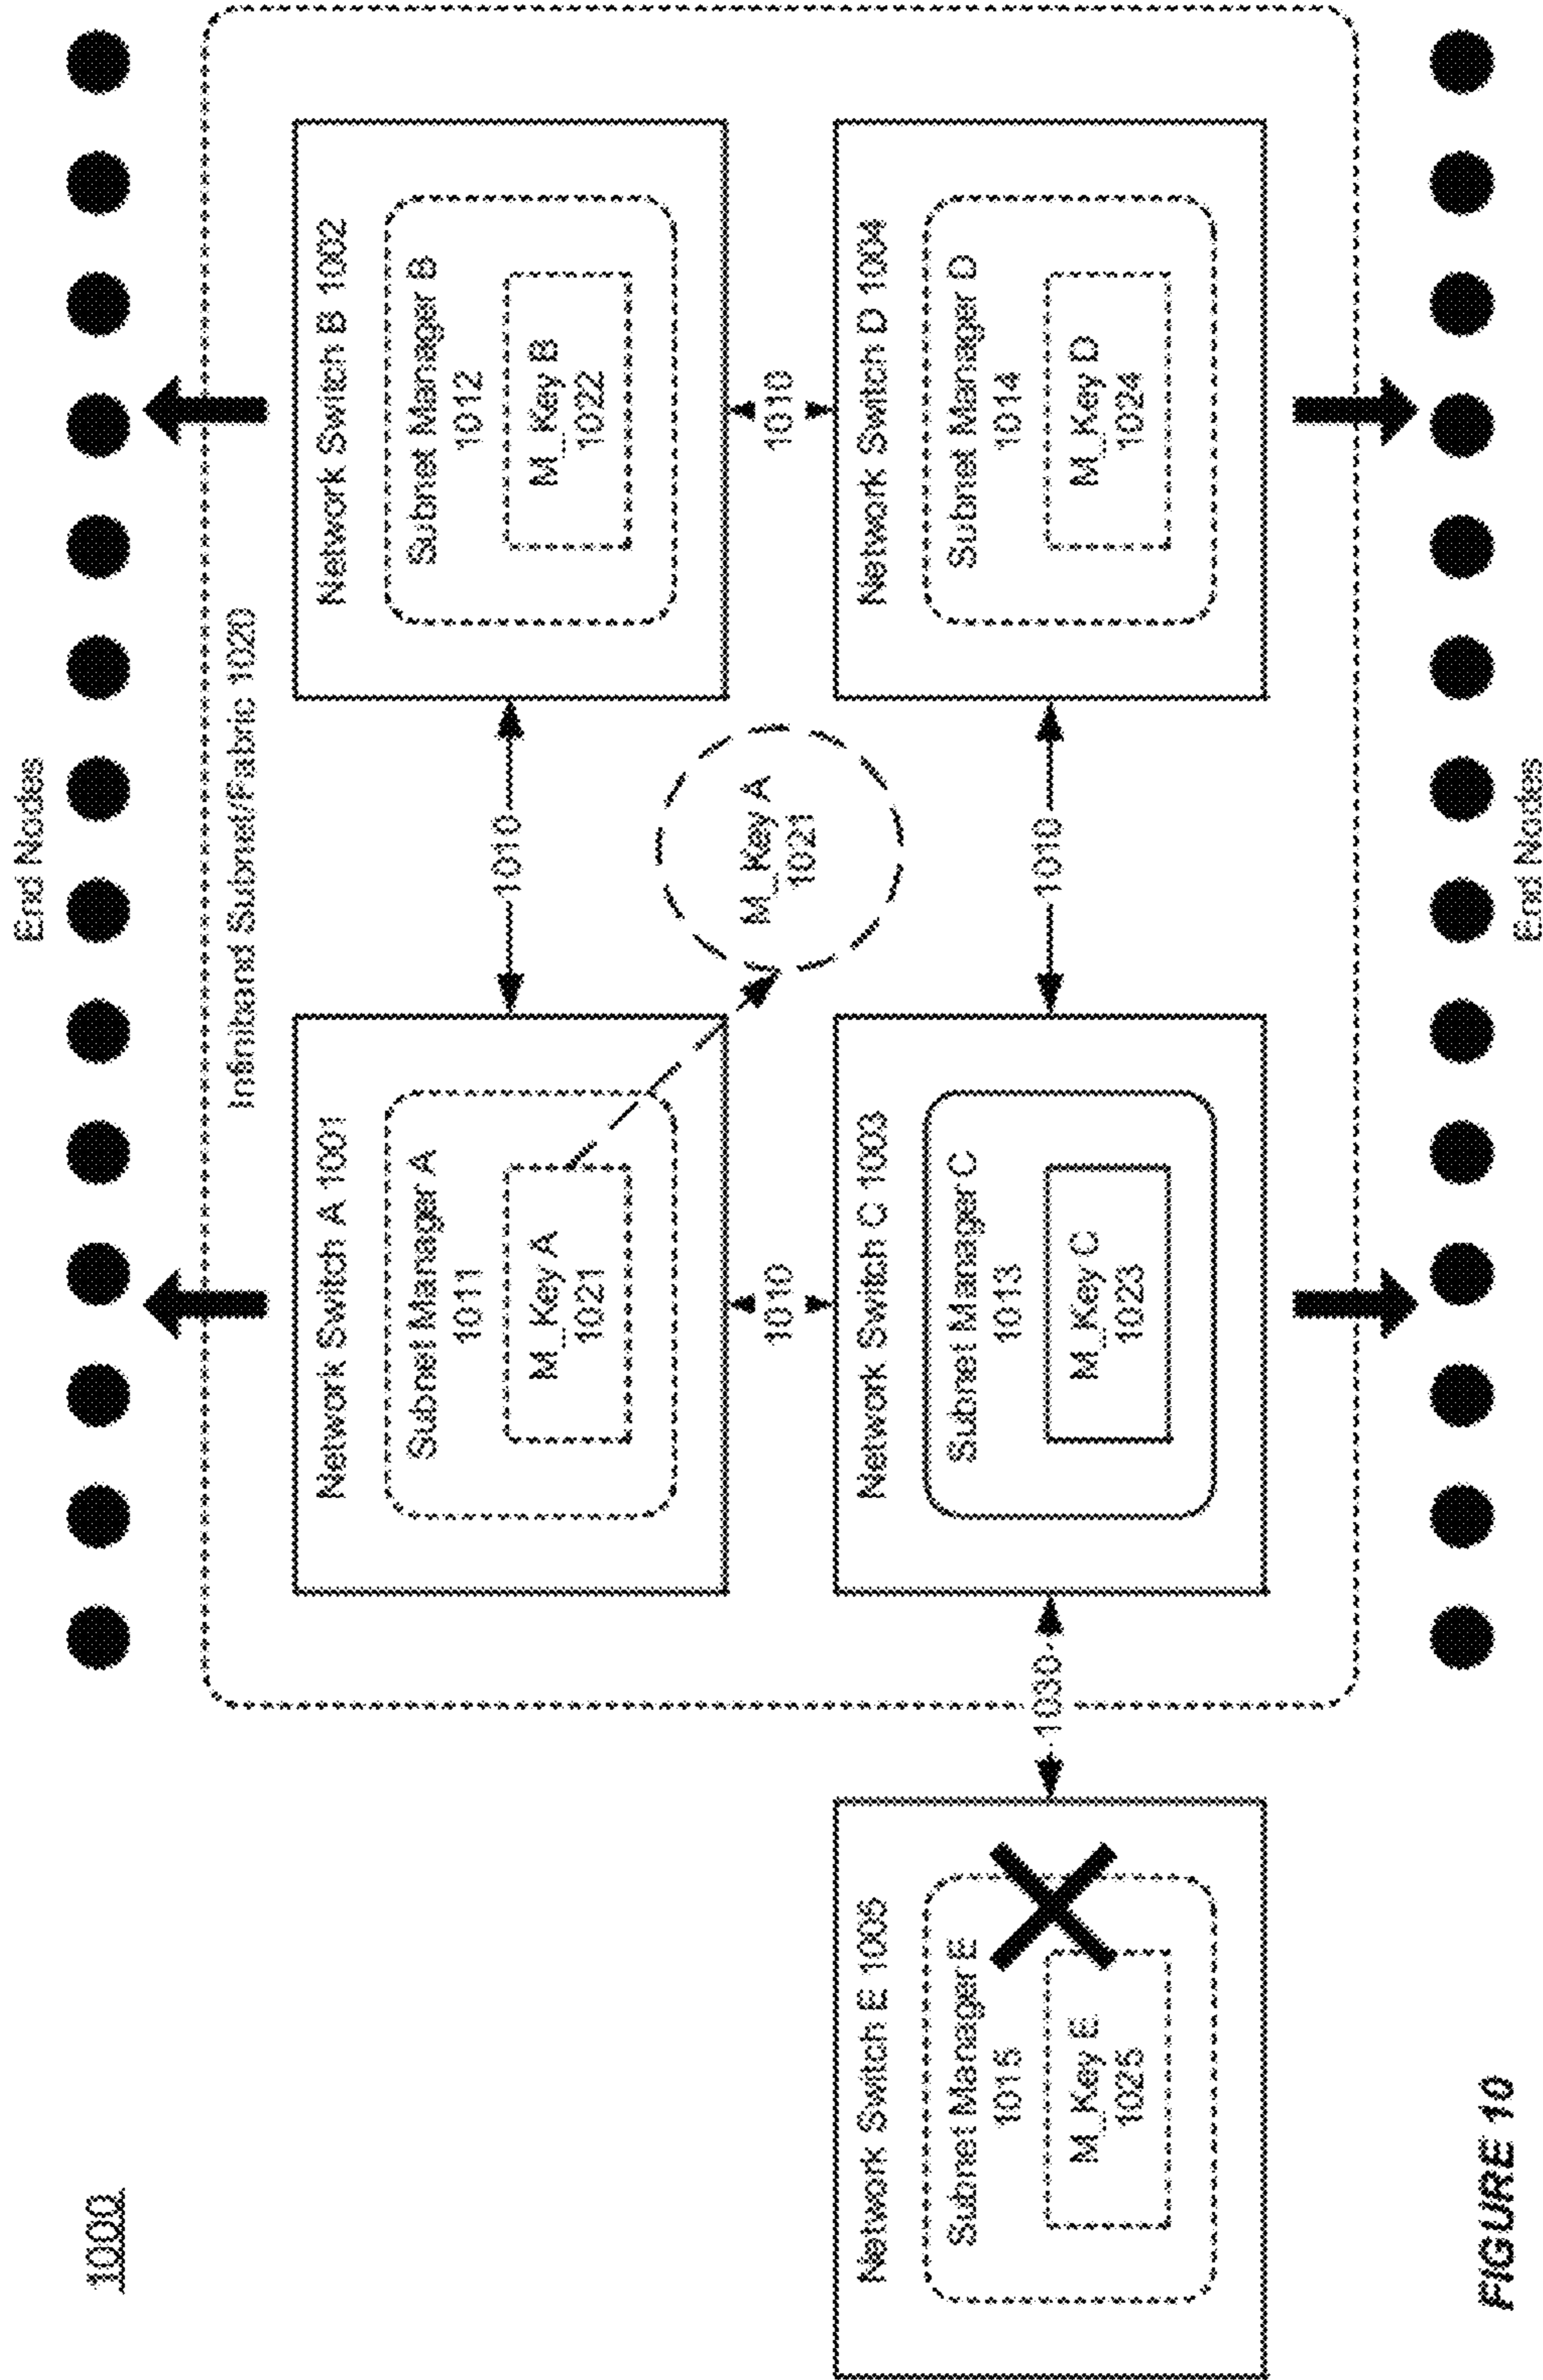 1000
End Nodes
Infiniband Subnet/Fabric 1020
Network Switch A 1001
Subnet Manager A
1011
M_Key A
1021
1010
Network Switch B 1002
Subnet Manager B
1012
M_Key B
1022
1010
M_Key A
1021
1010
Network Switch E 1005
Subnet Manager E
1015
M_Key E
1025
1030
Network Switch C 1003
Subnet Manager C
1013
M_Key C
1023
1010
Network Switch D 1004
Subnet Manager D
1014
M_Key D
1024
End Nodes
FIGURE 10